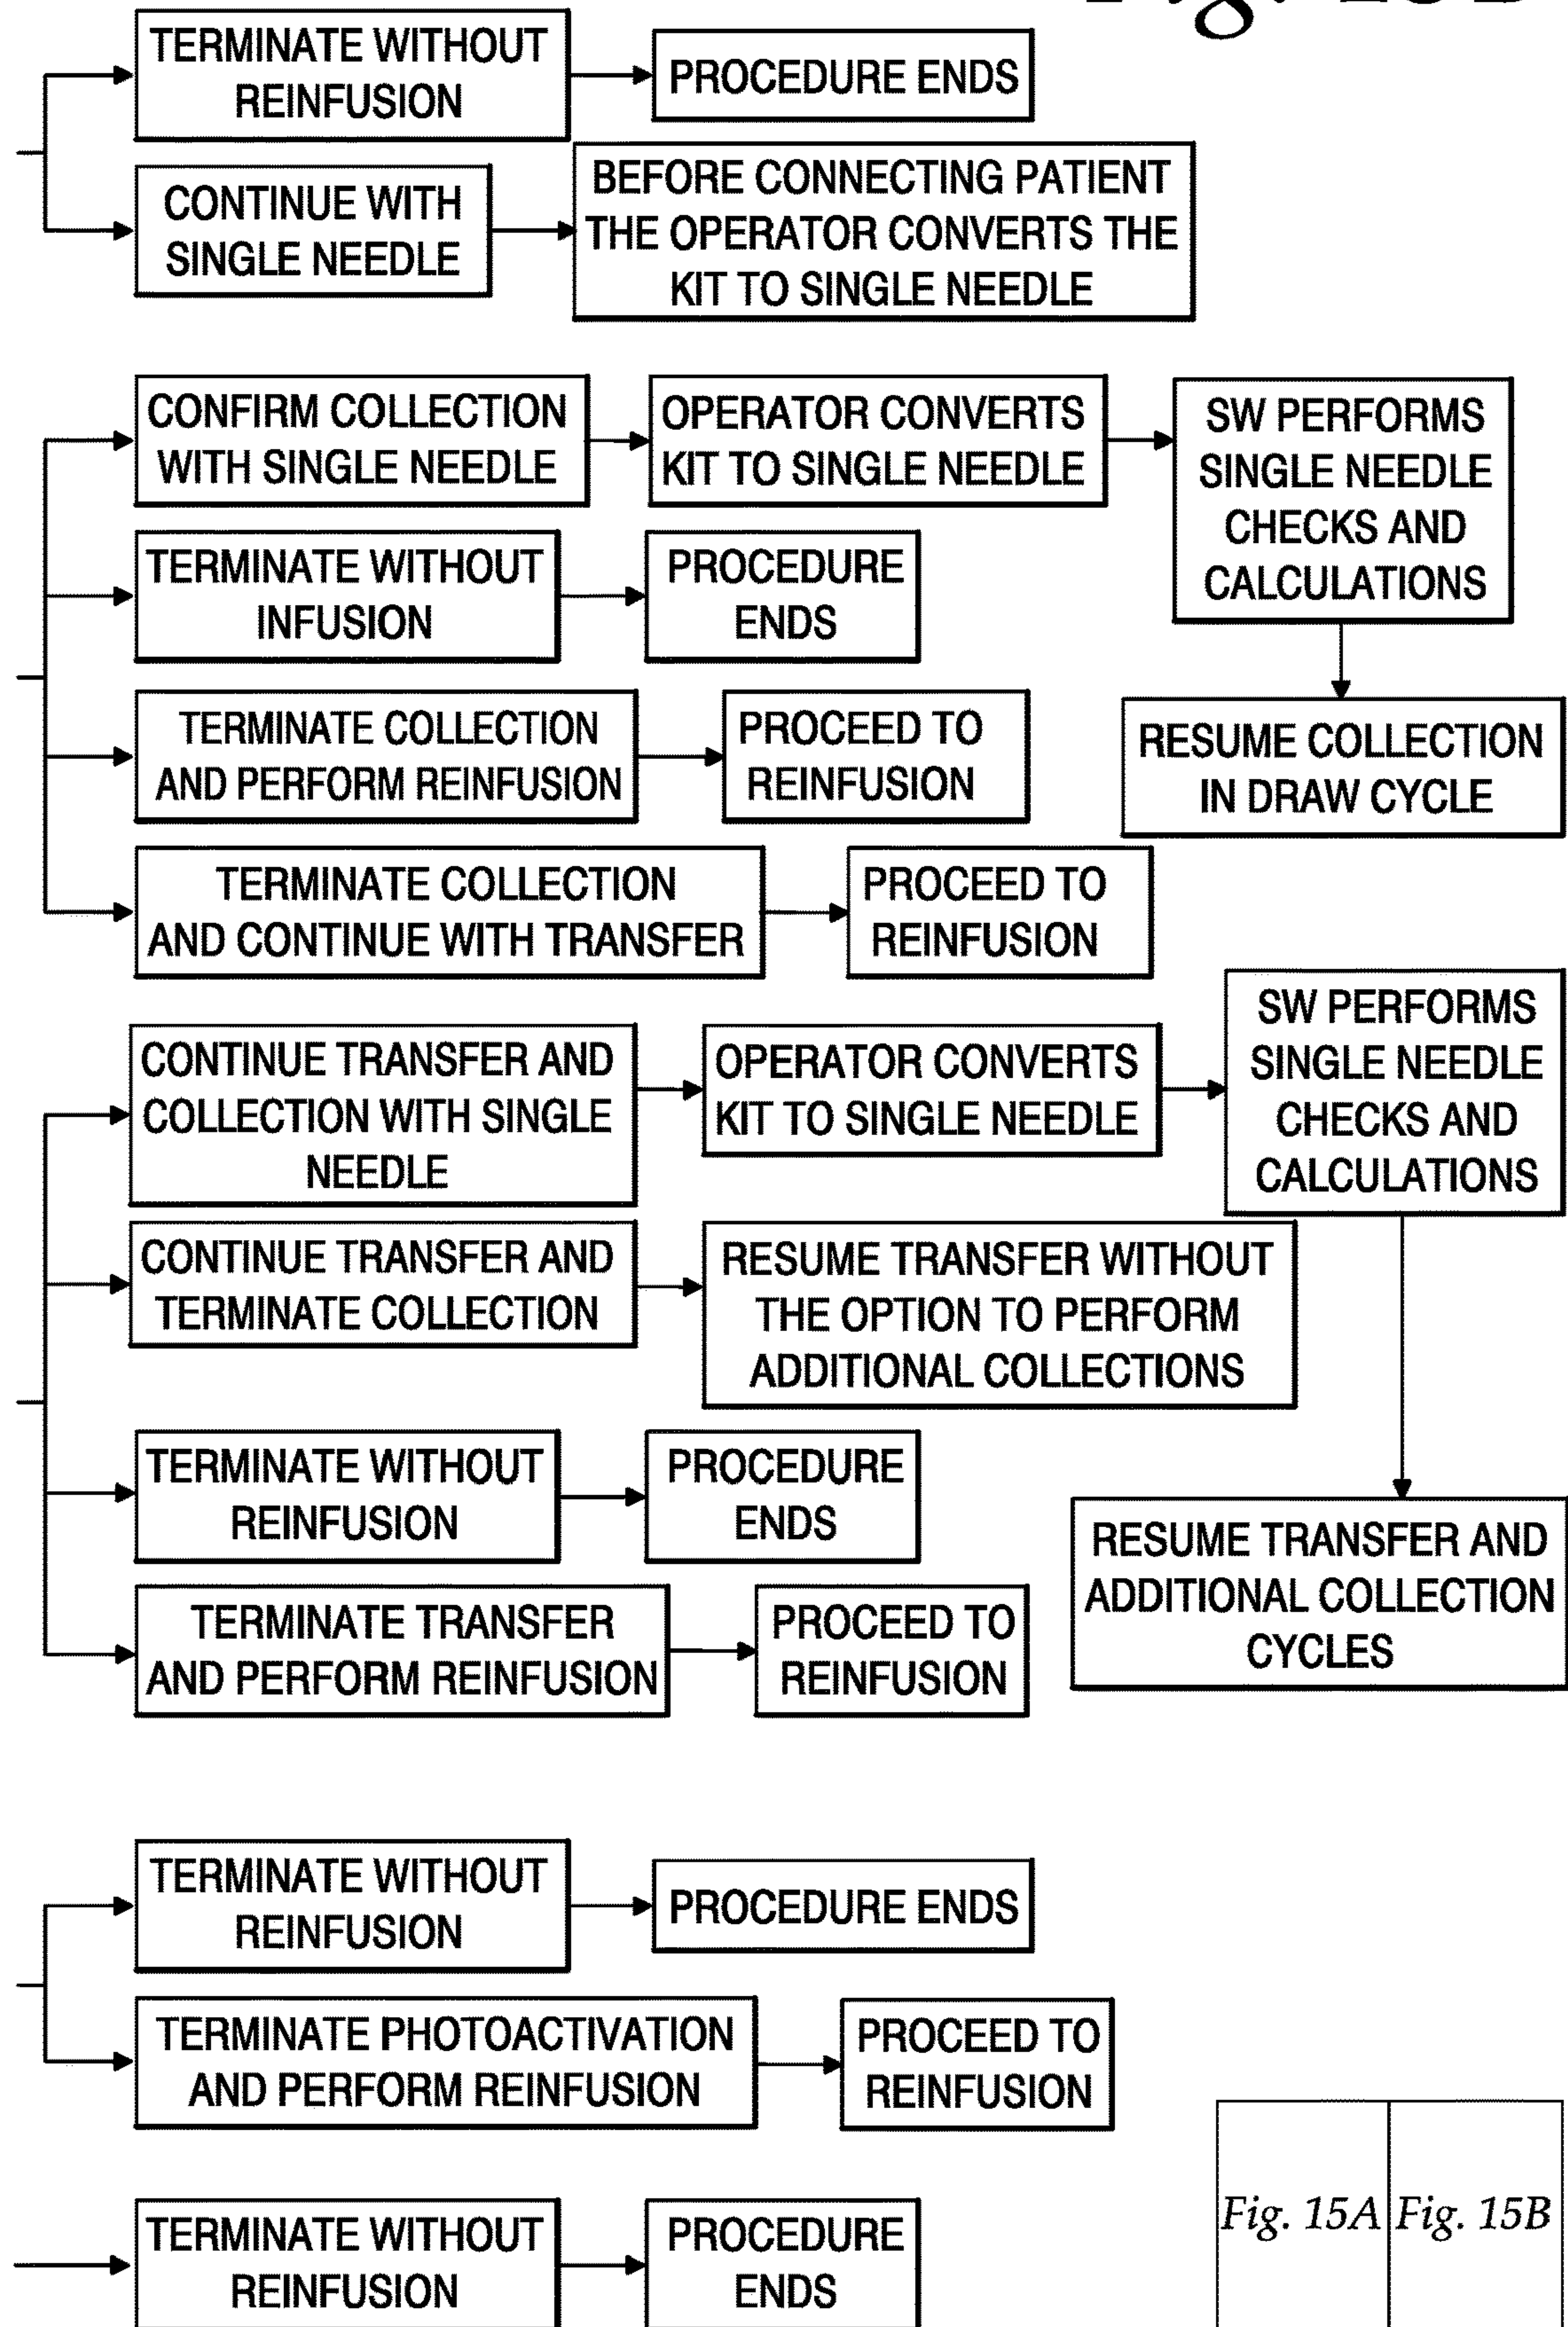 TERMINATE WITHOUT
REINFUSION
PROCEDURE ENDS
CONTINUE WITH
SINGLE NEEDLE
BEFORE CONNECTING PATIENT
THE OPERATOR CONVERTS THE
KIT TO SINGLE NEEDLE
CONFIRM COLLECTION
WITH SINGLE NEEDLE
OPERATOR CONVERTS
KIT TO SINGLE NEEDLE
SW PERFORMS
SINGLE NEEDLE
CHECKS AND
CALCULATIONS
RESUME COLLECTION
IN DRAW CYCLE
TERMINATE WITHOUT
INFUSION
PROCEDURE
ENDS
TERMINATE COLLECTION
AND PERFORM REINFUSION
PROCEED TO
REINFUSION
TERMINATE COLLECTION
AND CONTINUE WITH TRANSFER
PROCEED TO
REINFUSION
CONTINUE TRANSFER AND
COLLECTION WITH SINGLE
NEEDLE
OPERATOR CONVERTS
KIT TO SINGLE NEEDLE
SW PERFORMS
SINGLE NEEDLE
CHECKS AND
CALCULATIONS
RESUME TRANSFER AND
ADDITIONAL COLLECTION
CYCLES
CONTINUE TRANSFER AND
TERMINATE COLLECTION
RESUME TRANSFER WITHOUT
THE OPTION TO PERFORM
ADDITIONAL COLLECTIONS
TERMINATE WITHOUT
REINFUSION
PROCEDURE
ENDS
TERMINATE TRANSFER
AND PERFORM REINFUSION
PROCEED TO
REINFUSION
TERMINATE WITHOUT
REINFUSION
PROCEDURE ENDS
TERMINATE PHOTOACTIVATION
AND PERFORM REINFUSION
PROCEED TO
REINFUSION
TERMINATE WITHOUT
REINFUSION
PROCEDURE
ENDS
Fig. 15A
Fig. 15B